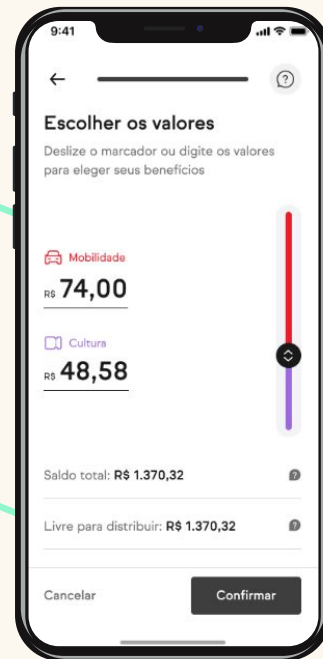 9:41
Escolher os valores
Deslize o marcador ou digite os valores
para eleger seus benefícios
Mobilidade
R$ 74,00
Cultura
R$ 48,58
Saldo total: R$ 1.370,32
Livre para distribuir: R$ 1.370,32
Cancelar
Confirmar